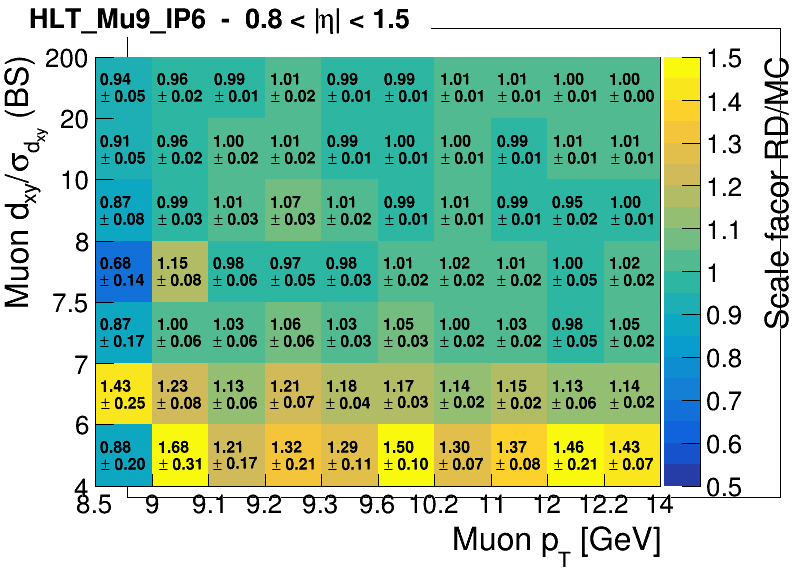 HLT_Mu9_IP6 - 0.8 < |η| < 1.5
Muon d_xy/σ_d_xy (BS)
200
0.94 0.96 0.99 1.01 0.99 0.99 1.01 1.01 1.00 1.00
± 0.05 ± 0.02 ± 0.01 ± 0.02 ± 0.01 ± 0.01 ± 0.01 ± 0.01 ± 0.01 ± 0.00
20
0.91 0.96 1.00 1.01 0.99 1.00 1.00 0.99 1.01 1.01
± 0.05 ± 0.02 ± 0.02 ± 0.02 ± 0.01 ± 0.01 ± 0.01 ± 0.01 ± 0.01 ± 0.01
10
0.87 0.99 1.01 1.07 1.01 0.99 1.01 0.99 0.95 1.00
± 0.08 ± 0.03 ± 0.03 ± 0.03 ± 0.02 ± 0.01 ± 0.01 ± 0.01 ± 0.02 ± 0.01
8
0.68 1.15 0.98 0.97 0.98 1.01 1.02 1.01 1.00 1.02
± 0.14 ± 0.08 ± 0.06 ± 0.05 ± 0.03 ± 0.02 ± 0.02 ± 0.02 ± 0.05 ± 0.02
7.5
0.87 1.00 1.03 1.06 1.03 1.05 1.00 1.03 0.98 1.05
± 0.17 ± 0.06 ± 0.06 ± 0.06 ± 0.03 ± 0.03 ± 0.02 ± 0.02 ± 0.05 ± 0.02
7
1.43 1.23 1.13 1.21 1.18 1.17 1.14 1.15 1.13 1.14
± 0.25 ± 0.08 ± 0.06 ± 0.07 ± 0.04 ± 0.03 ± 0.02 ± 0.02 ± 0.06 ± 0.02
6
0.88 1.68 1.21 1.32 1.29 1.50 1.30 1.37 1.46 1.43
± 0.20 ± 0.31 ± 0.17 ± 0.21 ± 0.11 ± 0.10 ± 0.07 ± 0.08 ± 0.21 ± 0.07
4
8.5 9 9.1 9.2 9.3 9.6 10.2 11 12 12.2 14
Muon p_T [GeV]
1.5
1.4
1.3
1.2
1.1
1
0.9
0.8
0.7
0.6
0.5
Scale facor RD/MC